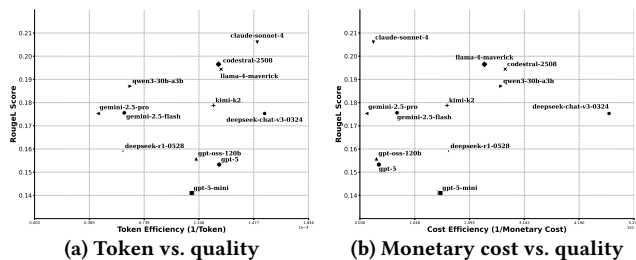 claude-sonnet-4
codestral-2508
llama-4-maverick
qwen3-30b-a3b
kimi-k2
gemini-2.5-pro
gemini-2.5-flash
deepseek-chat-v3-0324
deepseek-r1-0528
gpt-oss-120b
gpt-5
gpt-5-mini
RougeL Score
0.21
0.20
0.19
0.18
0.17
0.16
0.15
0.14
Token Efficiency (1/Token)
(a) Token vs. quality
claude-sonnet-4
llama-4-maverick
codestral-2508
qwen3-30b-a3b
kimi-k2
gemini-2.5-pro
gemini-2.5-flash
deepseek-chat-v3-0324
deepseek-r1-0528
gpt-oss-120b
gpt-5
gpt-5-mini
RougeL Score
0.21
0.20
0.19
0.18
0.17
0.16
0.15
0.14
Cost Efficiency (1/Monetary Cost)
(b) Monetary cost vs. quality